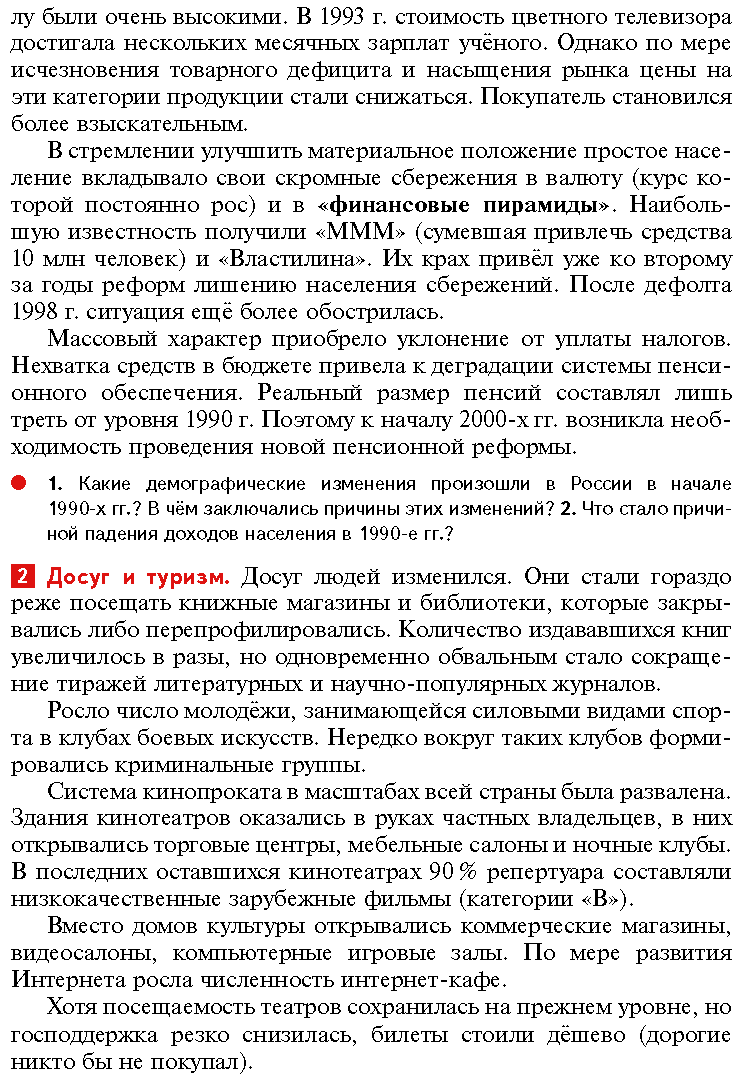 лу были очень высокими. В 1993 г. стоимость цветного телевизора
достигала нескольких месячных зарплат учёного. Однако по мере
исчезновения товарного дефицита и насыщения рынка цены на
эти категории продукции стали снижаться. Покупатель становился
более взыскательным.
В стремлении улучшить материальное положение простое насе-
ление вкладывало свои скромные сбережения в валюту (курс ко-
торой постоянно рос) и в «финансовые пирамиды». Наиболь-
шую известность получили «МММ» (сумевшая привлечь средства
10 млн человек) и «Властилина». Их крах привёл уже ко второму
за годы реформ лишению населения сбережений. После дефолта
1998 г. ситуация ещё более обострилась.
Массовый характер приобрело уклонение от уплаты налогов.
Нехватка средств в бюджете привела к деградации системы пенси-
онного обеспечения. Реальный размер пенсий составлял лишь
треть от уровня 1990 г. Поэтому к началу 2000-х гг. возникла необ-
ходимость проведения новой пенсионной реформы.
1. Какие демографические изменения произошли в России в начале
1990-х гг.? В чём заключались причины этих изменений? 2. Что стало причи-
ной падения доходов населения в 1990-е гг.?
2 Досуг и туризм. Досуг людей изменился. Они стали гораздо
реже посещать книжные магазины и библиотеки, которые закры-
вались либо перепрофилировались. Количество издававшихся книг
увеличилось в разы, но одновременно обвальным стало сокраще-
ние тиражей литературных и научно-популярных журналов.
Росло число молодёжи, занимающейся силовыми видами спор-
та в клубах боевых искусств. Нередко вокруг таких клубов форми-
ровались криминальные группы.
Система кинопроката в масштабах всей страны была развалена.
Здания кинотеатров оказались в руках частных владельцев, в них
открывались торговые центры, мебельные салоны и ночные клубы.
В последних оставшихся кинотеатрах 90 % репертуара составляли
низкокачественные зарубежные фильмы (категории «В»).
Вместо домов культуры открывались коммерческие магазины,
видеосалоны, компьютерные игровые залы. По мере развития
Интернета росла численность интернет-кафе.
Хотя посещаемость театров сохранилась на прежнем уровне, но
господдержка резко снизилась, билеты стоили дёшево (дорогие
никто бы не покупал).